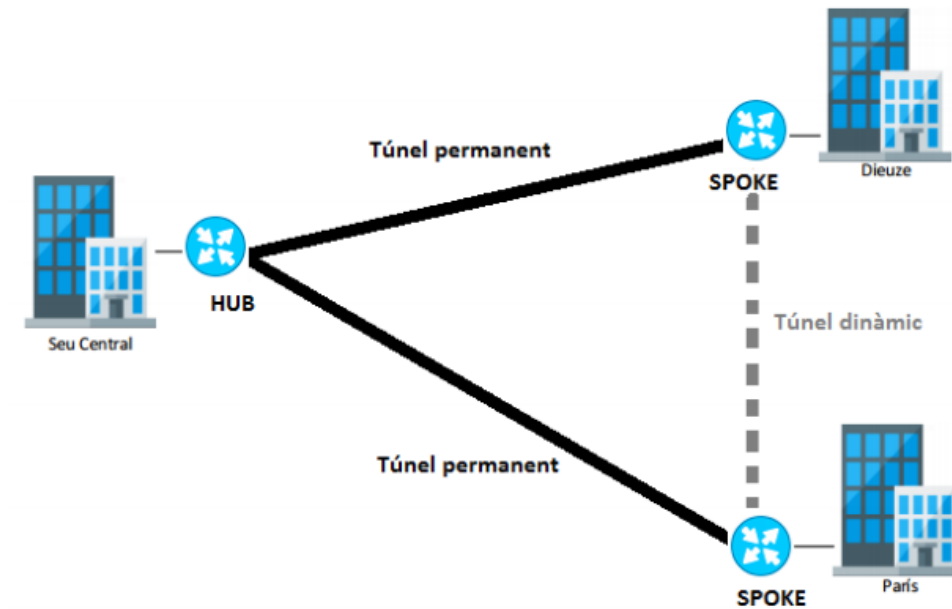 Túnel permanent
SPOKE
Dieuze
HUB
Seu Central
Túnel dinàmic
Túnel permanent
SPOKE
París